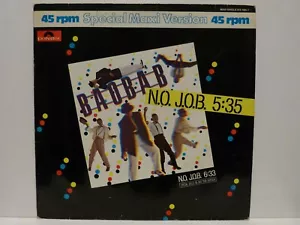 45 rpm Special Maxi Version 45 rpm
BAOBAB
N.O. J.O.B. 5:35
N.O. J.O.B. 6:33